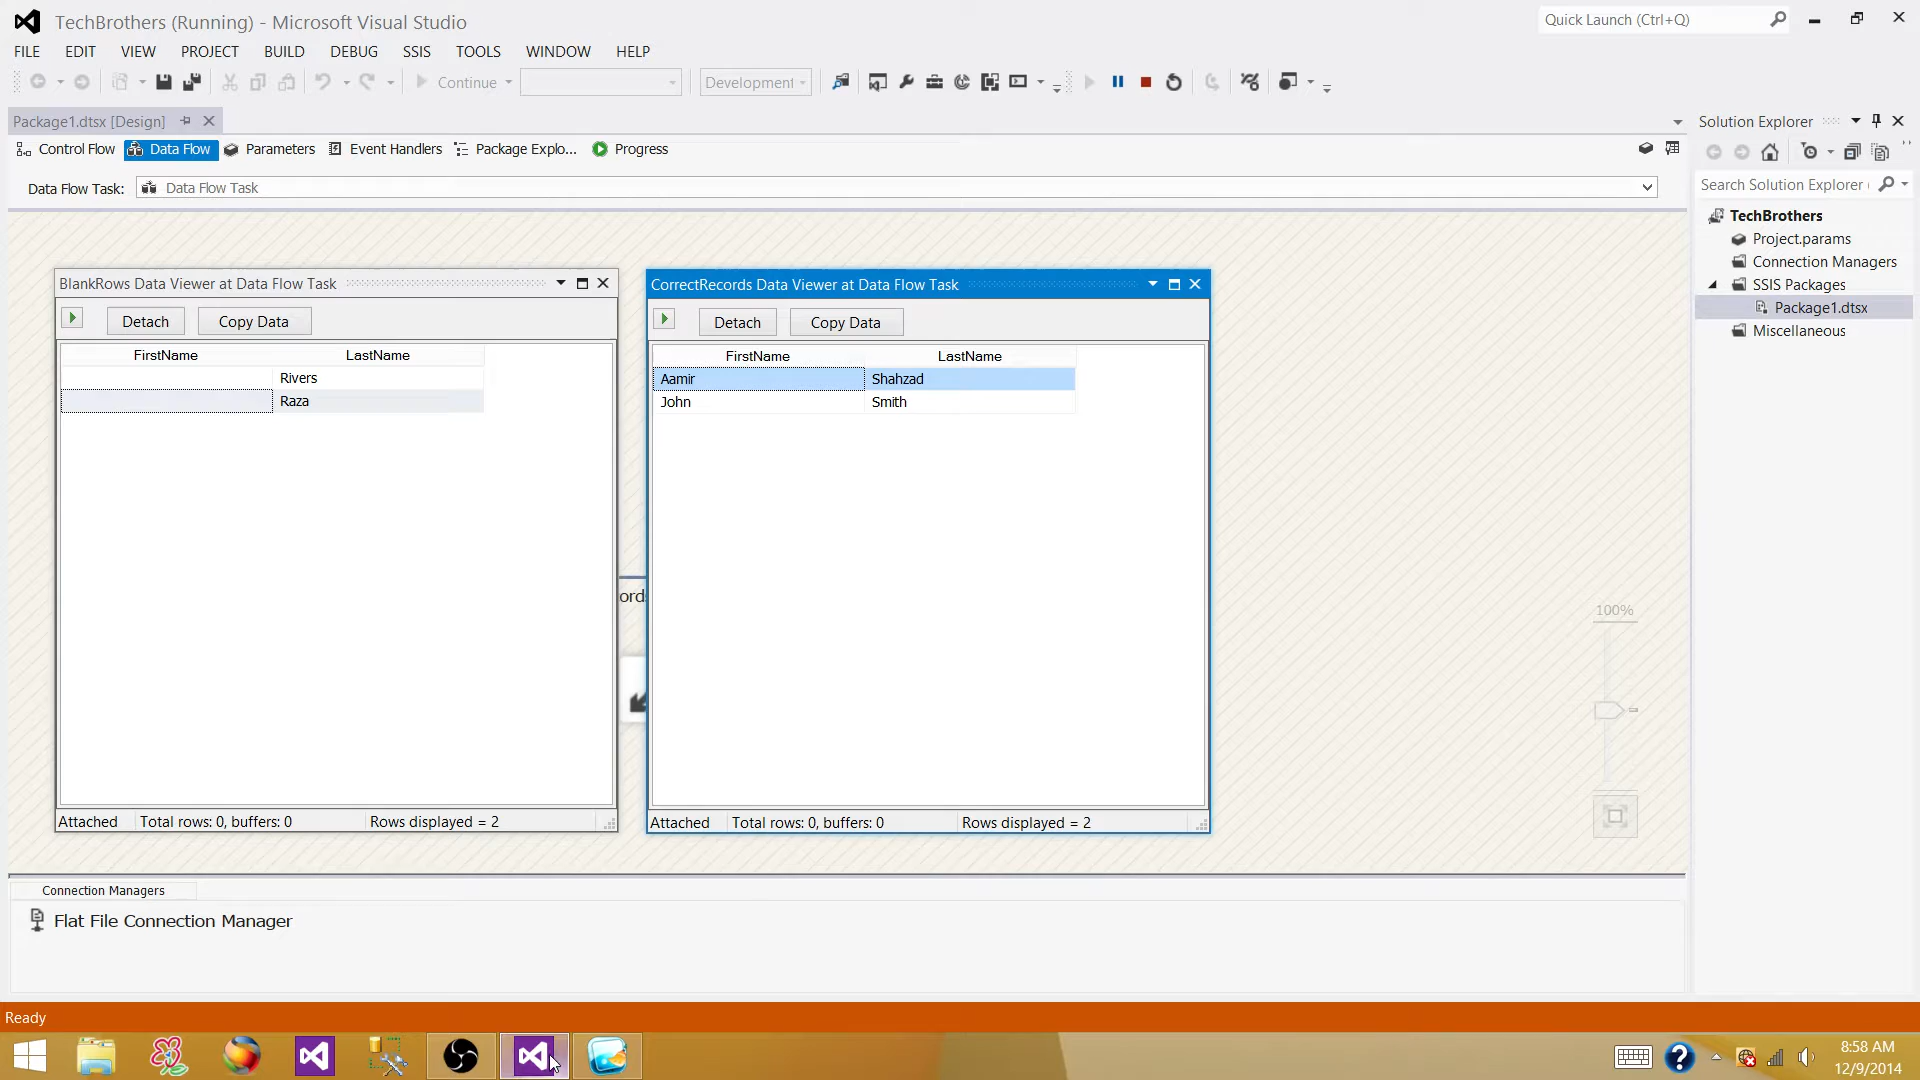 TechBrothers (Running) - Microsoft Visual Studio
Quick Launch (Ctrl+Q)
FILE EDIT VIEW PROJECT BUILD DEBUG SSIS TOOLS WINDOW HELP
Continue
Development
Package1.dtsx [Design]
Solution Explorer
Control Flow
Data Flow
Parameters
Event Handlers
Package Explo...
Progress
Data Flow Task:
Data Flow Task
Search Solution Explorer
TechBrothers
Project.params
Connection Managers
SSIS Packages
Package1.dtsx
Miscellaneous
BlankRows Data Viewer at Data Flow Task
Detach
Copy Data
FirstName LastName
Rivers
Raza
Attached
Total rows: 0, buffers: 0
Rows displayed = 2
ords
CorrectRecords Data Viewer at Data Flow Task
Detach
Copy Data
FirstName LastName
Aamir Shahzad
John Smith
Attached
Total rows: 0, buffers: 0
Rows displayed = 2
100%
Connection Managers
Flat File Connection Manager
Ready
8:58 AM
12/9/2014